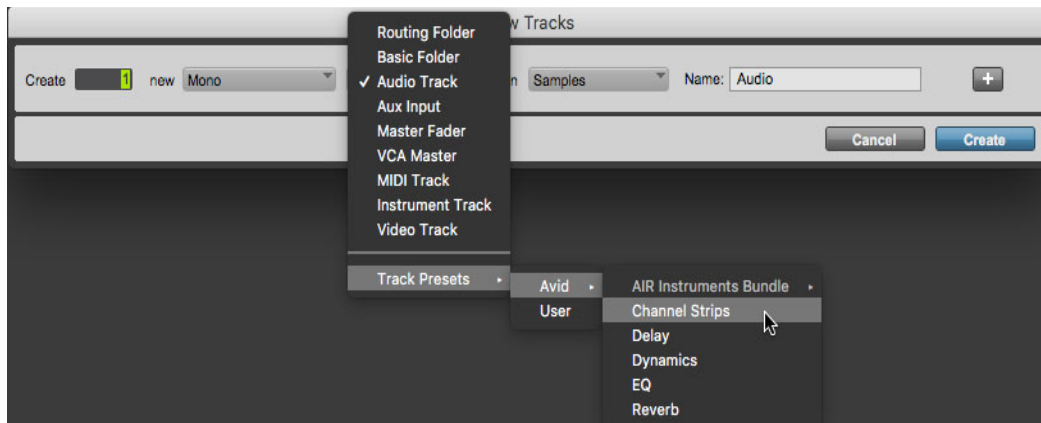 w Tracks
Create 1 new Mono n Samples Name: Audio +
Cancel Create
Routing Folder
Basic Folder
✓ Audio Track
Aux Input
Master Fader
VCA Master
MIDI Track
Instrument Track
Video Track
Track Presets
Avid
User
AIR Instruments Bundle
Channel Strips
Delay
Dynamics
EQ
Reverb